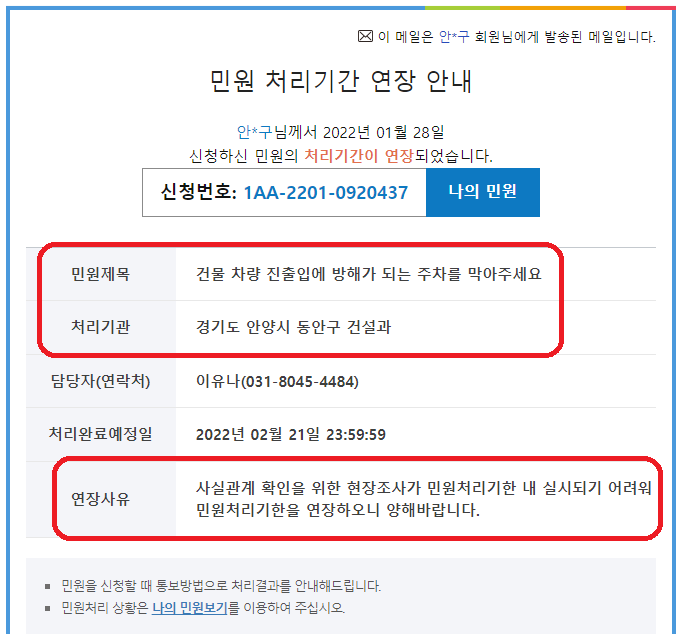 이 메일은 안*구 회원님에게 발송된 메일입니다.
민원 처리기간 연장 안내
안*구님께서 2022년 01월 28일
신청하신 민원의 처리기간이 연장되었습니다.
신청번호: 1AA-2201-0920437 나의 민원
민원제목 건물 차량 진출입에 방해가 되는 주차를 막아주세요
처리기관 경기도 안양시 동안구 건설과
담당자(연락처) 이유나(031-8045-4484)
처리완료예정일 2022년 02월 21일 23:59:59
연장사유 사실관계 확인을 위한 현장조사가 민원처리기한 내 실시되기 어려워
민원처리기한을 연장하오니 양해바랍니다.
민원을 신청할 때 통보방법으로 처리결과를 안내해드립니다.
민원처리 상황은 나의 민원보기를 이용하여 주십시오.